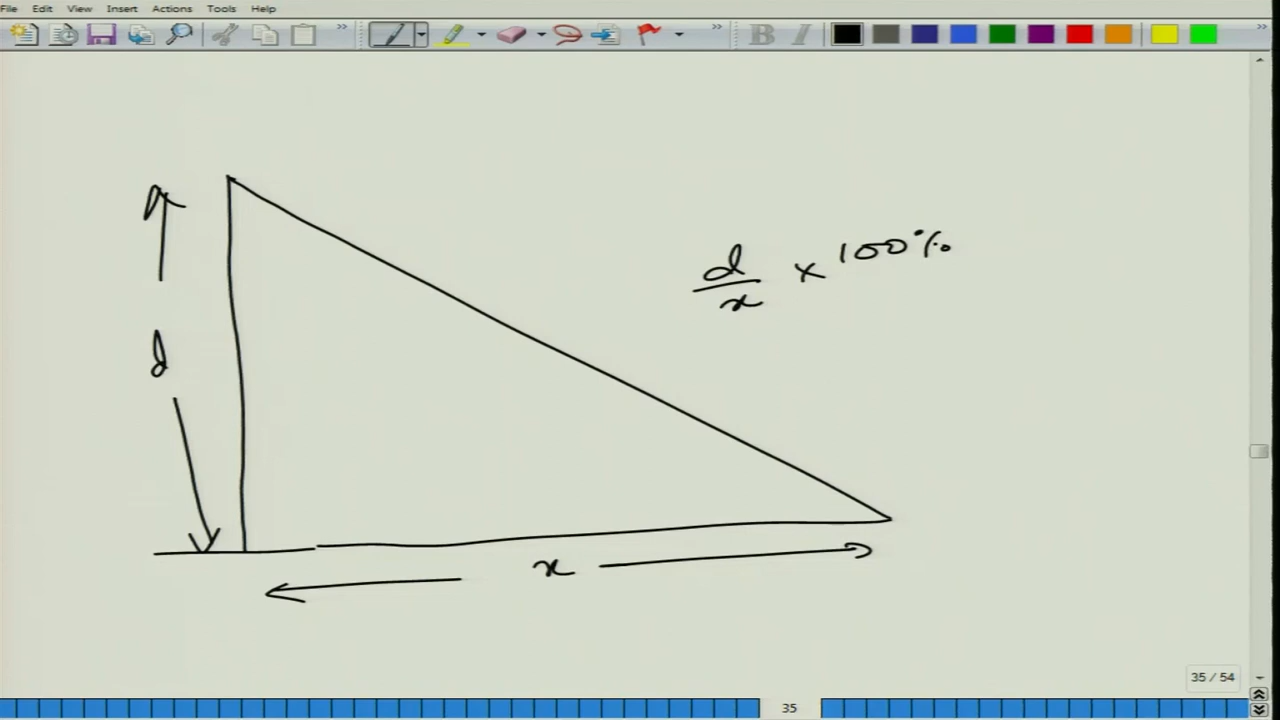 File Edit View Insert Actions Tools Help
B I
d/x × 100%
d
x
35 / 54
35